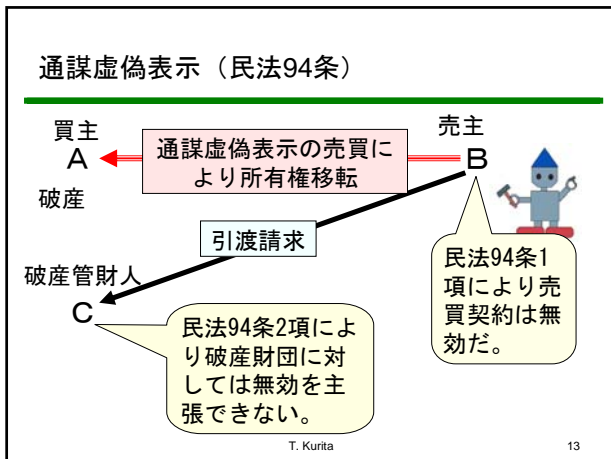 通謀虚偽表示（民法94条）
買主
A
破産
通謀虚偽表示の売買に
より所有権移転
売主
B
引渡請求
破産管財人
C
民法94条1
項により売
買契約は無
効だ。
民法94条2項によ
り破産財団に対
しては無効を主
張できない。
T. Kurita
13